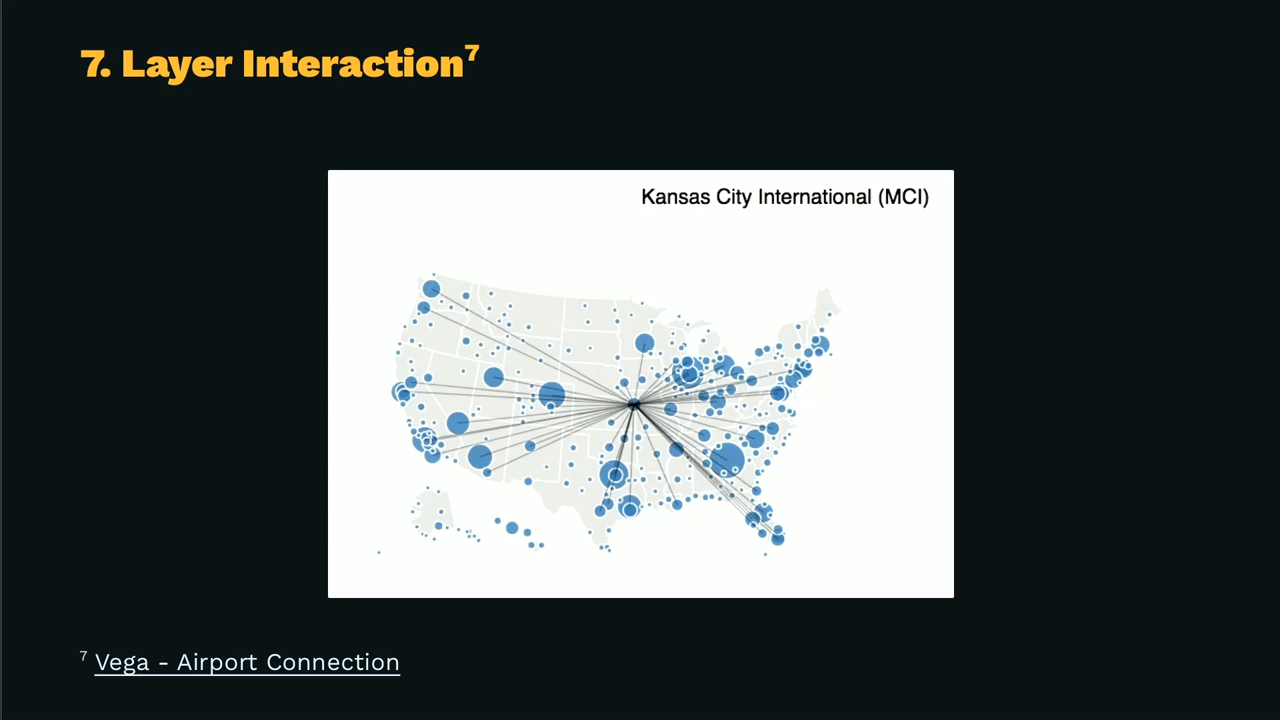 7. Layer Interaction⁷
Kansas City International (MCI)
⁷ Vega - Airport Connection